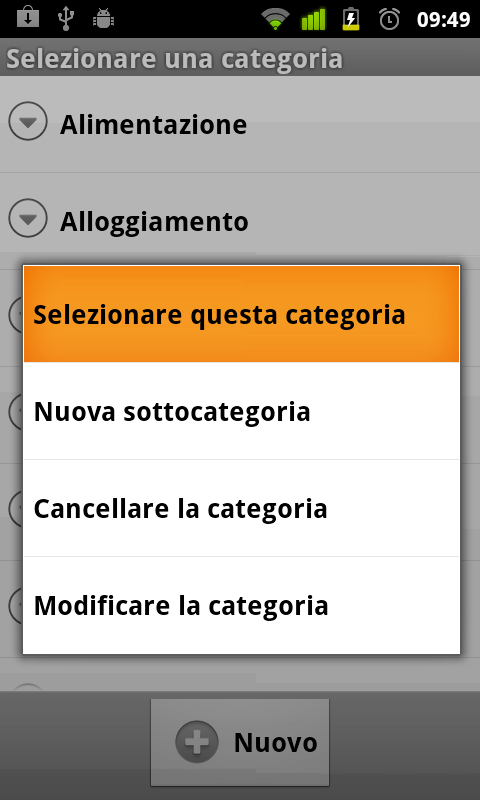 09:49
Selezionare una categoria
Alimentazione
Alloggiamento
Selezionare questa categoria
Nuova sottocategoria
Cancellare la categoria
Modificare la categoria
Nuovo